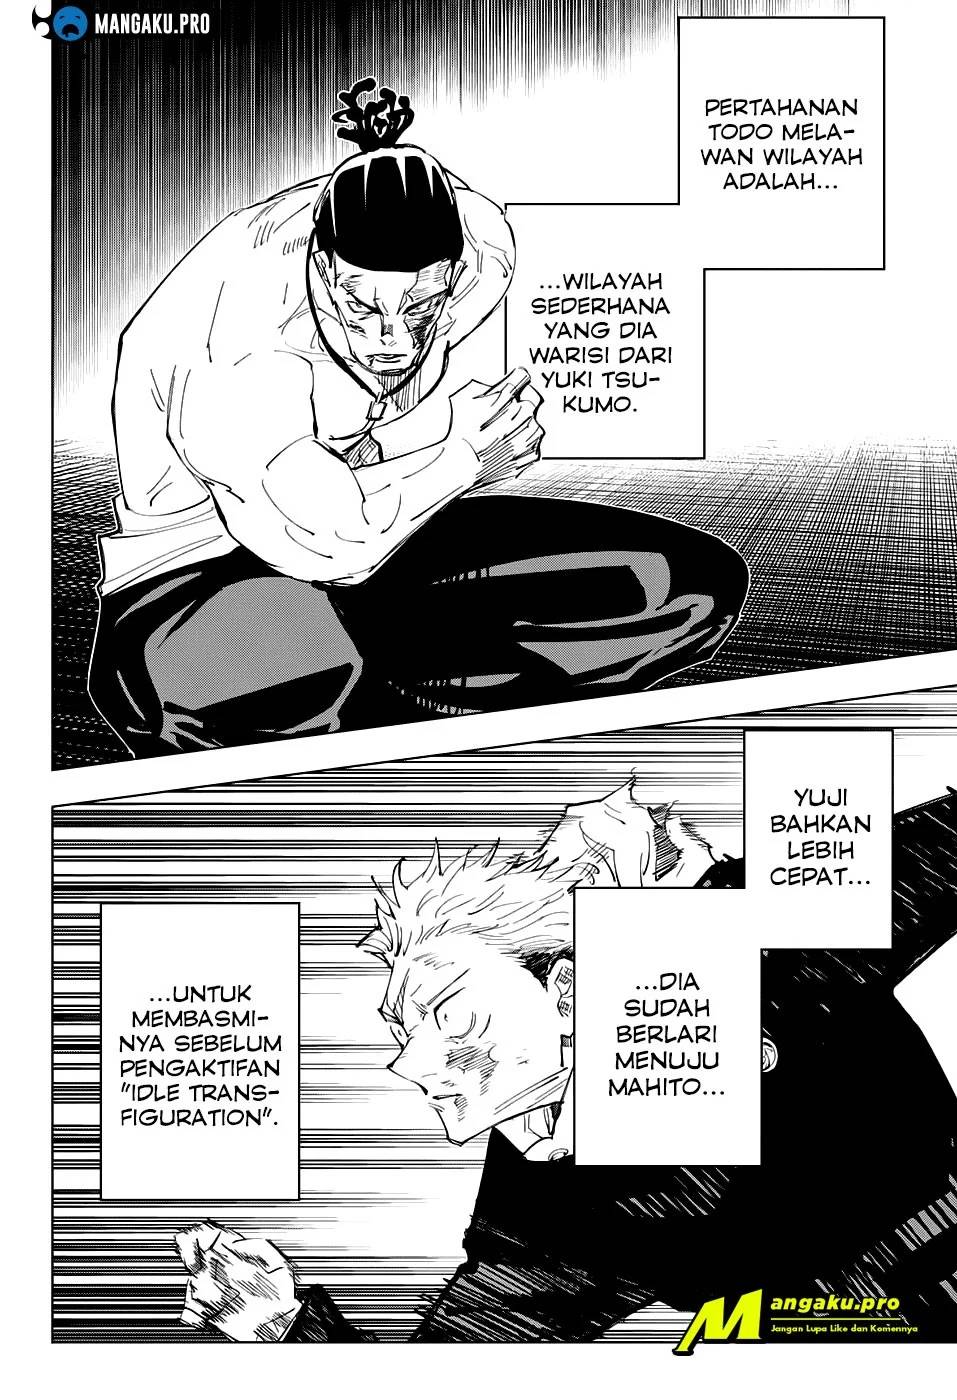 MANGAKU.PRO
PERTAHANAN
TODO MELA-
WAN WILAYAH
ADALAH...
...WILAYAH
SEDERHANA
YANG DIA
WARISI DARI
YUKI TSU-
KUMO.
YUJI
BAHKAN
LEBIH
CEPAT...
...DIA
SUDAH
BERLARI
MENUJU
MAHITO...
...UNTUK
MEMBASMI-
NYA SEBELUM
PENGAKTIFAN
"IDLE TRANS-
FIGURATION".
Mangaku.pro
Jangan Lupa Like dan Komennya